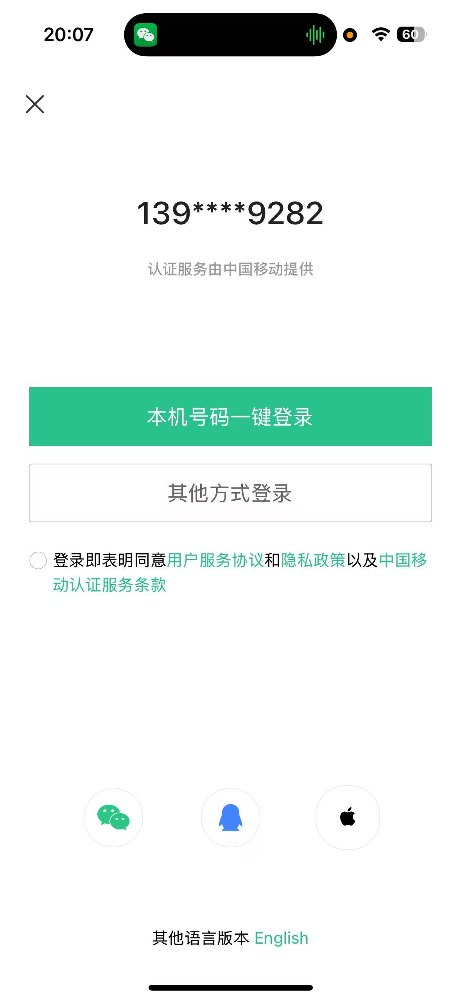 20:07
60
139****9282
认证服务由中国移动提供
本机号码一键登录
其他方式登录
登录即表明同意用户服务协议和隐私政策以及中国移
动认证服务条款
其他语言版本 English